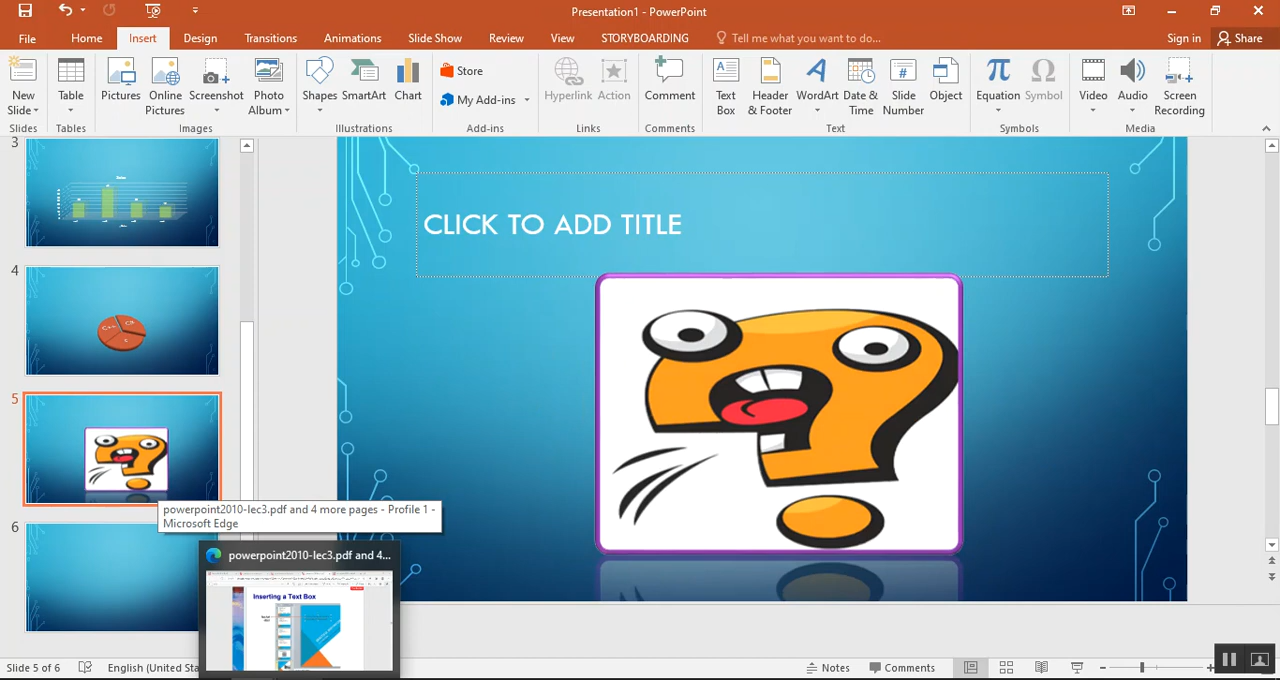 Presentation1 - PowerPoint
File Home Insert Design Transitions Animations Slide Show Review View STORYBOARDING Tell me what you want to do... Sign in Share
New Slide
Table
Pictures
Online Pictures
Screenshot
Photo Album
Shapes
SmartArt
Chart
Store
My Add-ins
Hyperlink
Action
Comment
Text Box
Header & Footer
WordArt
Date & Time
Slide Number
Object
Equation
Symbol
Video
Audio
Screen Recording
Slides Tables Images Illustrations Add-ins Links Comments Text Symbols Media
3
4
5
6
CLICK TO ADD TITLE
powerpoint2010-lec3.pdf and 4 more pages - Profile 1 -
Microsoft Edge
powerpoint2010-lec3.pdf and 4...
Inserting a Text Box
Slide 5 of 6 English (United Sta Notes Comments